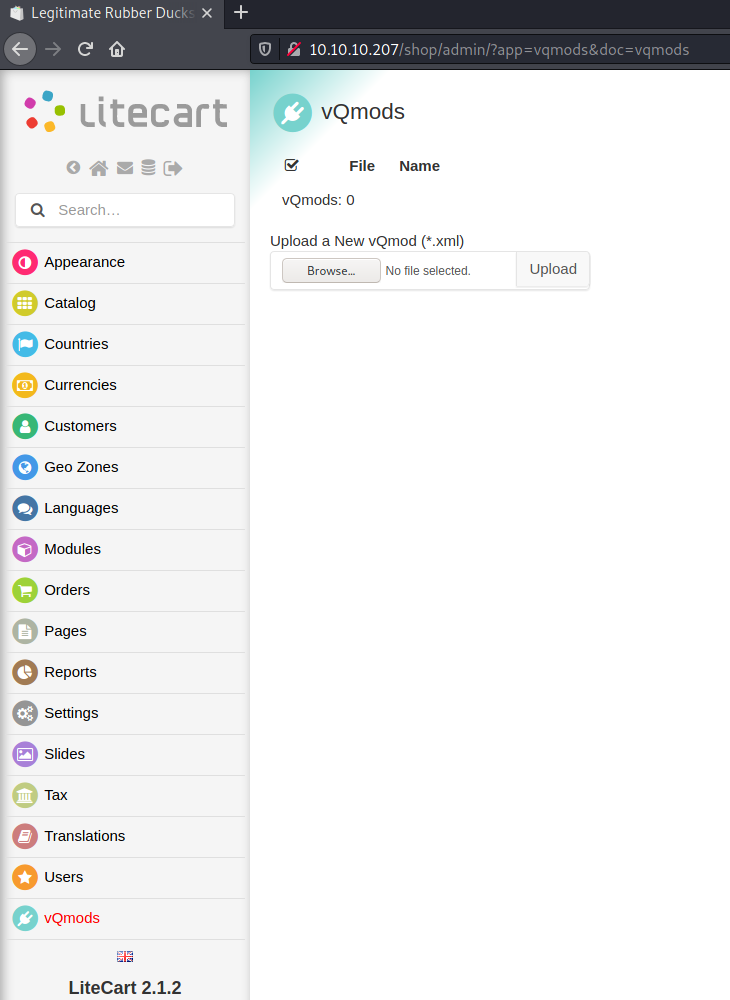 Legitimate Rubber Ducks
10.10.10.207/shop/admin/?app=vqmods&doc=vqmods
Litecart
Search...
Appearance
Catalog
Countries
Currencies
Customers
Geo Zones
Languages
Modules
Orders
Pages
Reports
Settings
Slides
Tax
Translations
Users
vQmods
LiteCart 2.1.2
vQmods
File Name
vQmods: 0
Upload a New vQmod (*.xml)
Browse... No file selected. Upload